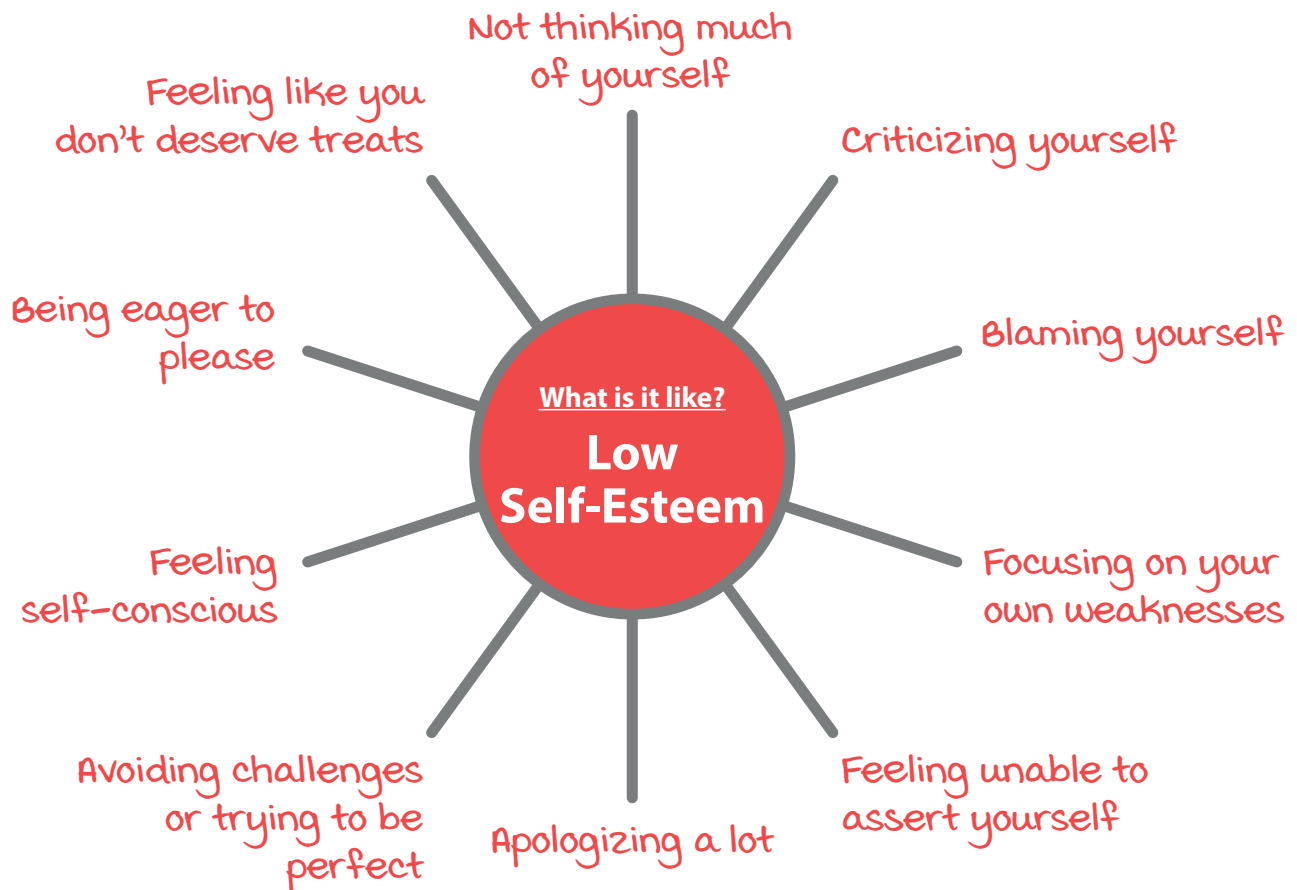 What is it like?
Low
Self-Esteem
Not thinking much
of yourself
Criticizing yourself
Blaming yourself
Focusing on your
own weaknesses
Feeling unable to
assert yourself
Apologizing a lot
Avoiding challenges
or trying to be
perfect
Feeling
self-conscious
Being eager to
please
Feeling like you
don't deserve treats